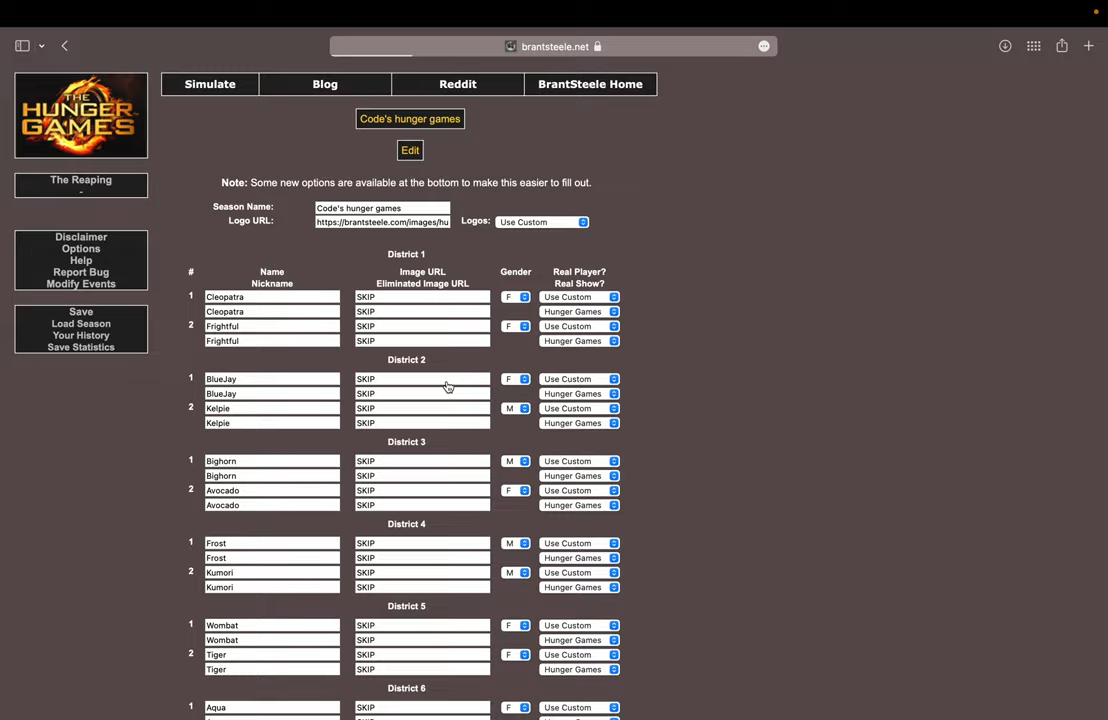 brantsteele.net
THE
HUNGER
GAMES
Simulate
Blog
Reddit
BrantSteele Home
The Reaping
-
Disclaimer
Options
Help
Report Bug
Modify Events
Save
Load Season
Your History
Save Statistics
Code's hunger games
Edit
Note: Some new options are available at the bottom to make this easier to fill out.
Season Name: Code's hunger games
Logo URL: https://brantsteele.com/images/hu Logos: Use Custom
District 1
# Name Image URL Gender Real Player?
Nickname Eliminated Image URL Real Show?
1 Cleopatra SKIP F Use Custom
Cleopatra SKIP Hunger Games
2 Frightful SKIP F Use Custom
Frightful SKIP Hunger Games
District 2
1 BlueJay SKIP F Use Custom
BlueJay SKIP Hunger Games
2 Kelpie SKIP M Use Custom
Kelpie SKIP Hunger Games
District 3
1 Bighorn SKIP M Use Custom
Bighorn SKIP Hunger Games
2 Avocado SKIP F Use Custom
Avocado SKIP Hunger Games
District 4
1 Frost SKIP M Use Custom
Frost SKIP Hunger Games
2 Kumori SKIP M Use Custom
Kumori SKIP Hunger Games
District 5
1 Wombat SKIP F Use Custom
Wombat SKIP Hunger Games
2 Tiger SKIP F Use Custom
Tiger SKIP Hunger Games
District 6
1 Aqua SKIP F Use Custom